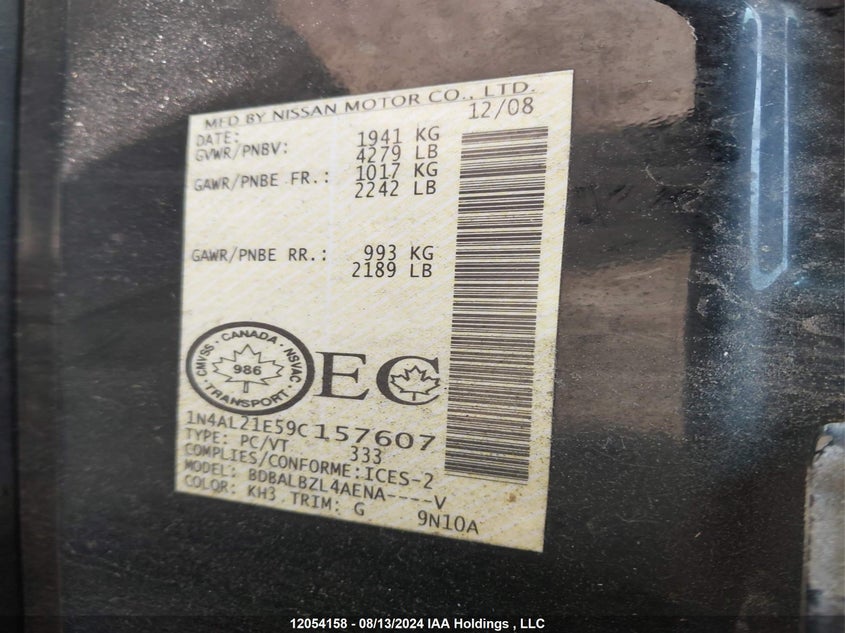 MFD BY NISSAN MOTOR CO., LTD.
DATE: 12/08
GVWR/PNBV: 1941 KG
4279 LB
GAWR/PNBE FR.: 1017 KG
2242 LB
GAWR/PNBE RR.: 993 KG
2189 LB
CANADA
CMVSS 986 NSVAC
TRANSPORT
EC
1N4AL21E59C157607
TYPE: PC/VT 333
COMPLIES/CONFORME:ICES-2
MODEL: BDBALBZL4AENA----V
COLOR: KH3 TRIM: G 9N10A
12054158 - 08/13/2024 IAA Holdings , LLC